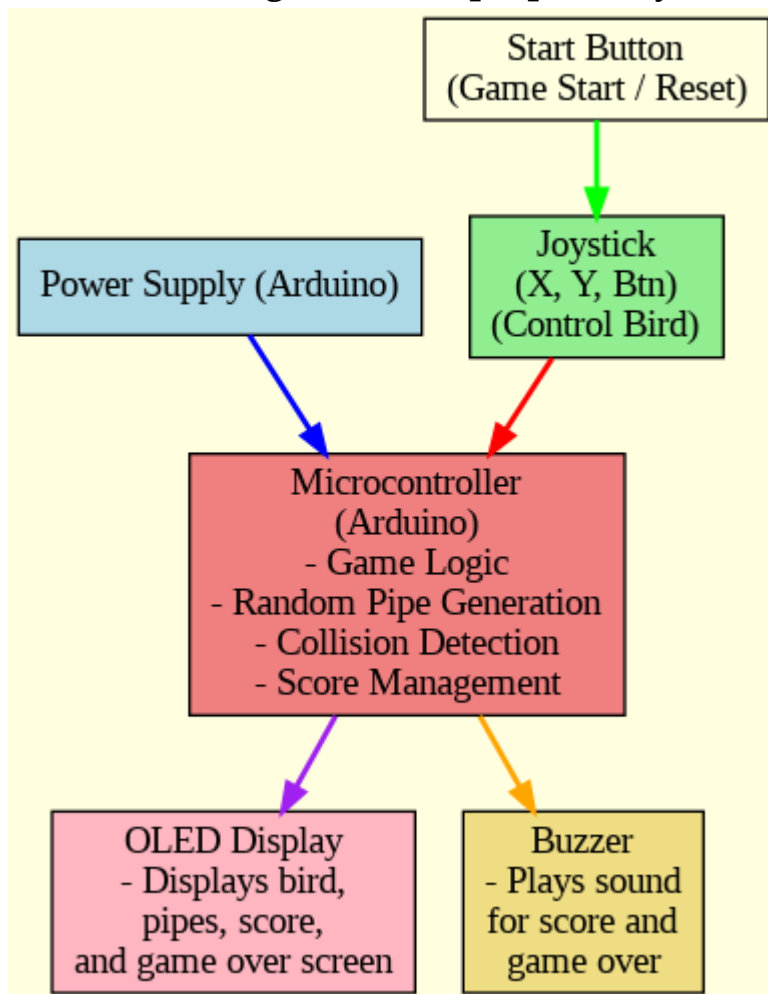 Start Button
(Game Start / Reset)
Joystick
(X, Y, Btn)
(Control Bird)
Power Supply (Arduino)
Microcontroller
(Arduino)
- Game Logic
- Random Pipe Generation
- Collision Detection
- Score Management
OLED Display
- Displays bird,
pipes, score,
and game over screen
Buzzer
- Plays sound
for score and
game over